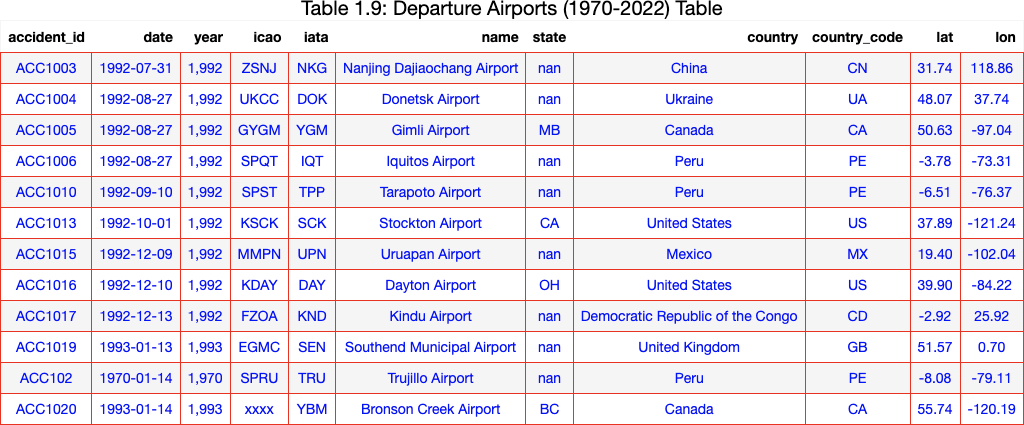 Table 1.9: Departure Airports (1970-2022) Table
accident_id date year icao iata name state country country_code lat lon
ACC1003 1992-07-31 1,992 ZSNJ NKG Nanjing Dajiaochang Airport nan China CN 31.74 118.86
ACC1004 1992-08-27 1,992 UKCC DOK Donetsk Airport nan Ukraine UA 48.07 37.74
ACC1005 1992-08-27 1,992 GYGM YGM Gimli Airport MB Canada CA 50.63 -97.04
ACC1006 1992-08-27 1,992 SPQT IQT Iquitos Airport nan Peru PE -3.78 -73.31
ACC1010 1992-09-10 1,992 SPST TPP Tarapoto Airport nan Peru PE -6.51 -76.37
ACC1013 1992-10-01 1,992 KSCK SCK Stockton Airport CA United States US 37.89 -121.24
ACC1015 1992-12-09 1,992 MMPN UPN Uruapan Airport nan Mexico MX 19.40 -102.04
ACC1016 1992-12-10 1,992 KDAY DAY Dayton Airport OH United States US 39.90 -84.22
ACC1017 1992-12-13 1,992 FZOA KND Kindu Airport nan Democratic Republic of the Congo CD -2.92 25.92
ACC1019 1993-01-13 1,993 EGMC SEN Southend Municipal Airport nan United Kingdom GB 51.57 0.70
ACC102 1970-01-14 1,970 SPRU TRU Trujillo Airport nan Peru PE -8.08 -79.11
ACC1020 1993-01-14 1,993 xxxx YBM Bronson Creek Airport BC Canada CA 55.74 -120.19